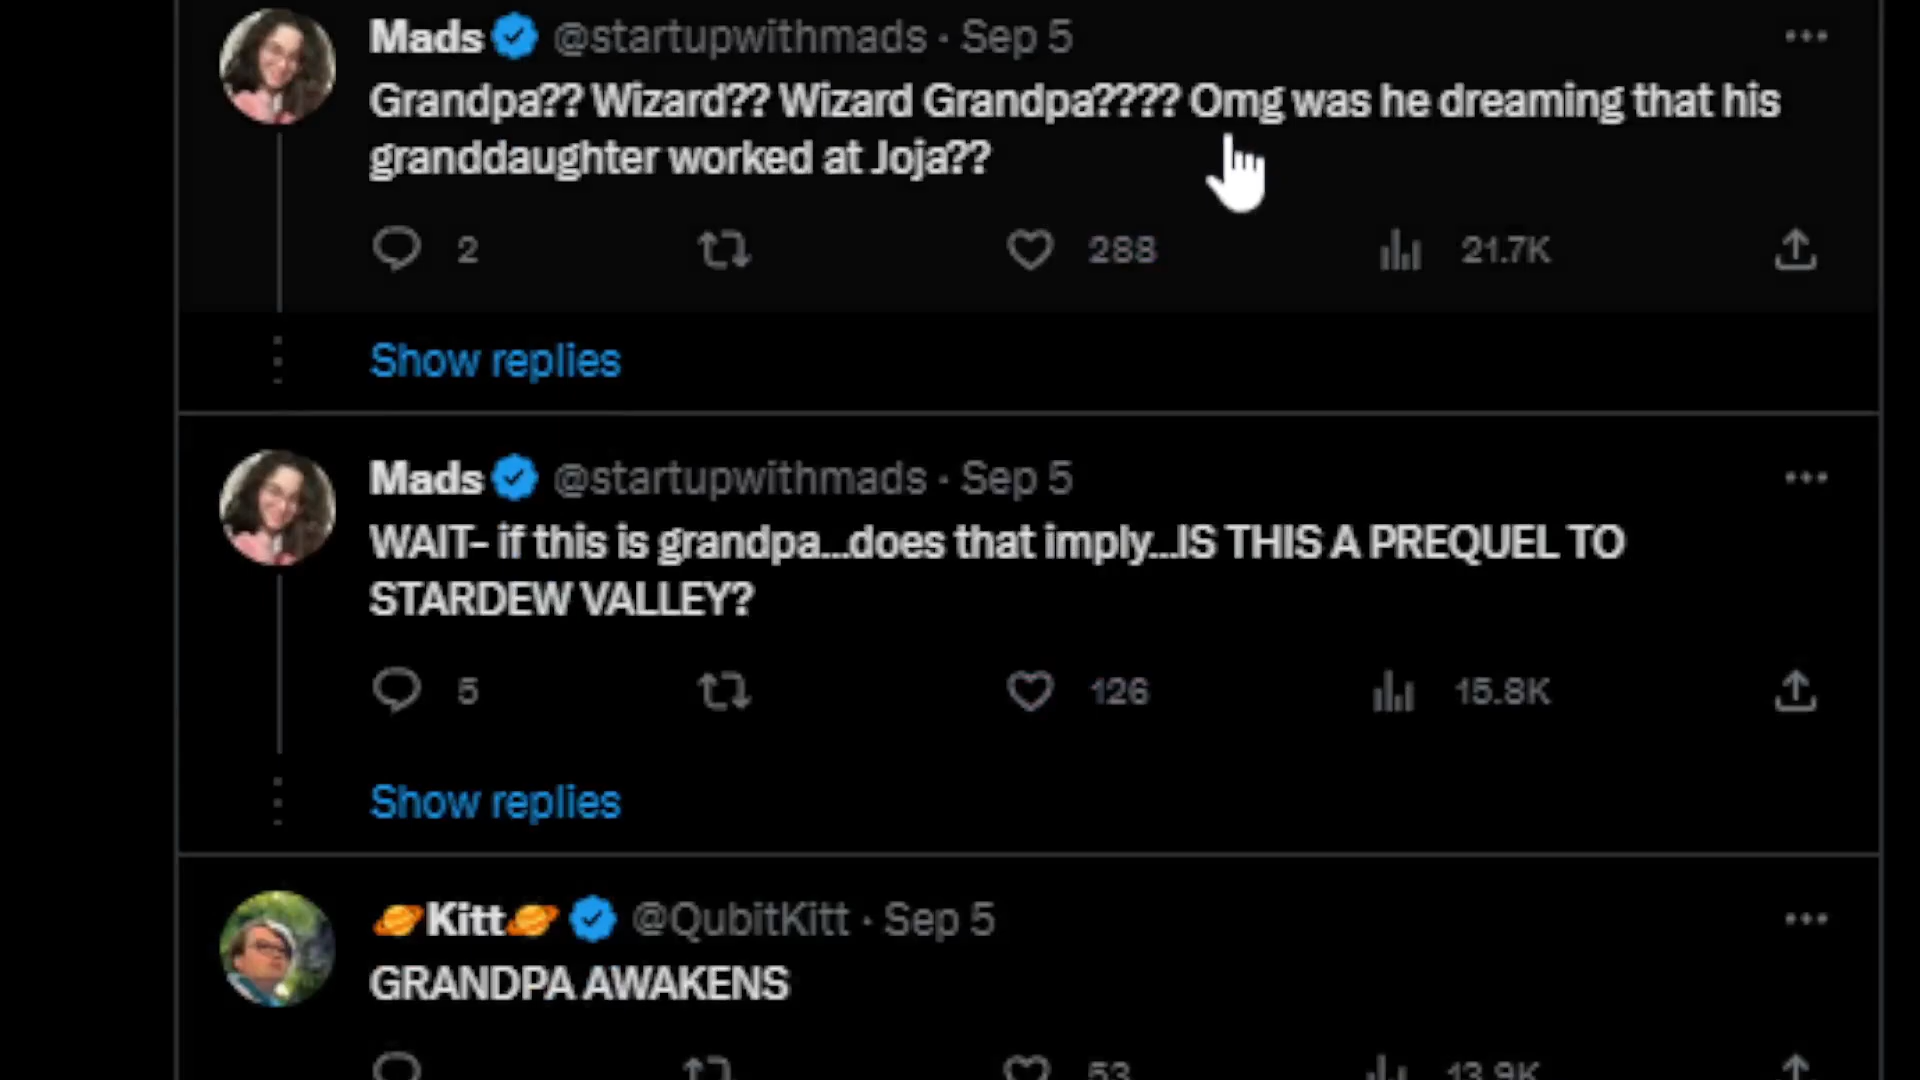 Mads @startupwithmads · Sep 5
Grandpa?? Wizard?? Wizard Grandpa???? Omg was he dreaming that his
granddaughter worked at Joja??
2 288 21.7K
Show replies
Mads @startupwithmads · Sep 5
WAIT- if this is grandpa...does that imply...IS THIS A PREQUEL TO
STARDEW VALLEY?
5 126 15.8K
Show replies
🪐Kitt🪐 @QubitKitt · Sep 5
GRANDPA AWAKENS
53 13.9K